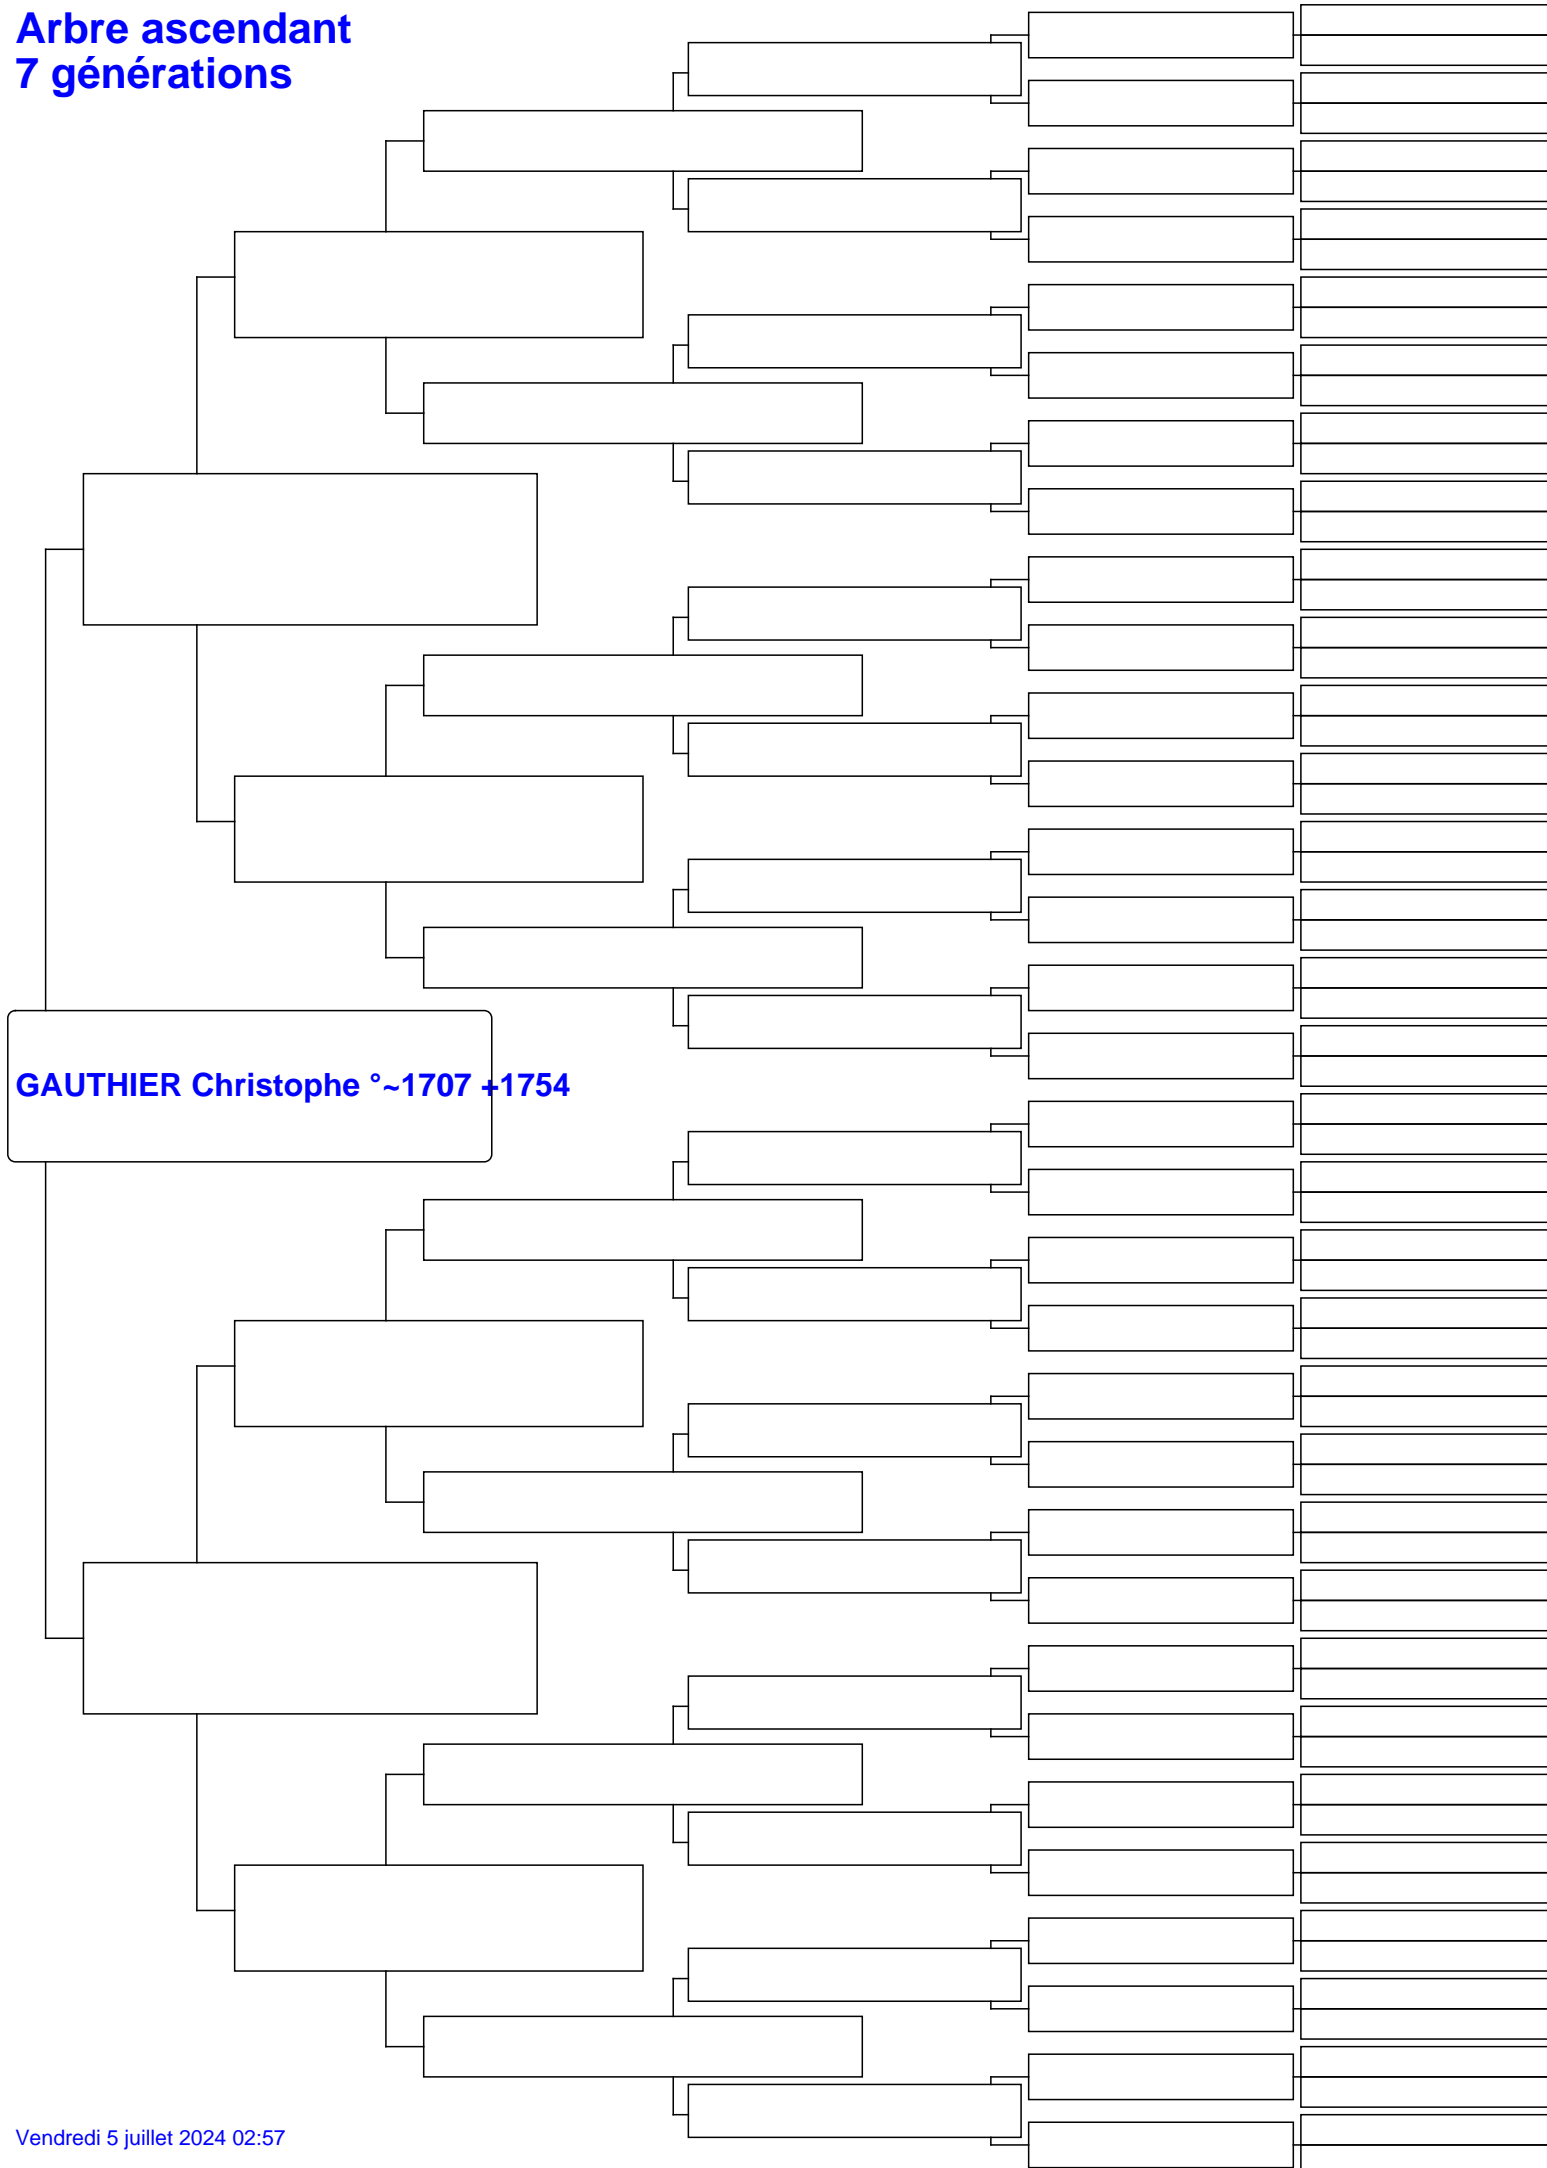 Arbre ascendant
7 générations
GAUTHIER Christophe °~1707 +1754
Vendredi 5 juillet 2024 02:57